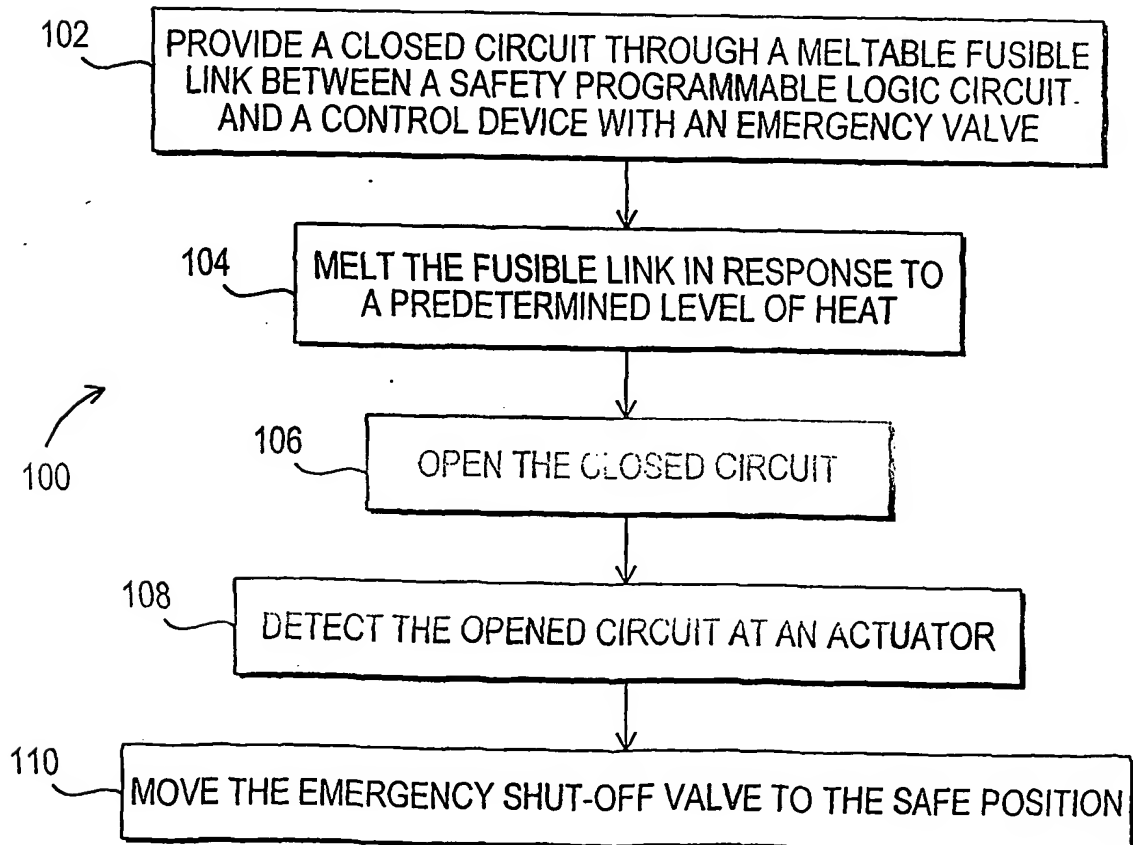 102
PROVIDE A CLOSED CIRCUIT THROUGH A MELTABLE FUSIBLE
LINK BETWEEN A SAFETY PROGRAMMABLE LOGIC CIRCUIT
AND A CONTROL DEVICE WITH AN EMERGENCY VALVE
104
MELT THE FUSIBLE LINK IN RESPONSE TO
A PREDETERMINED LEVEL OF HEAT
100
106
OPEN THE CLOSED CIRCUIT
108
DETECT THE OPENED CIRCUIT AT AN ACTUATOR
110
MOVE THE EMERGENCY SHUT-OFF VALVE TO THE SAFE POSITION